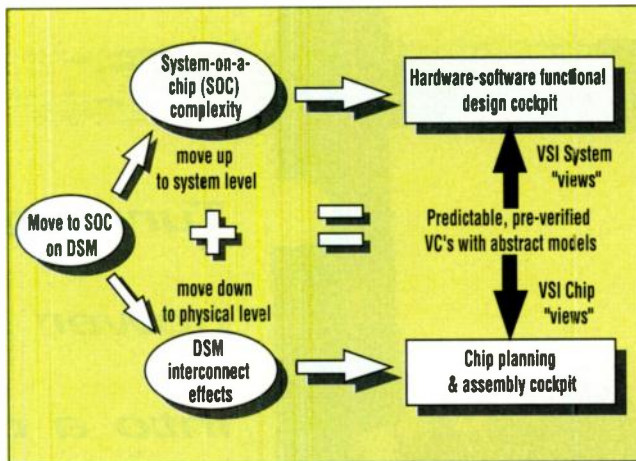 System-on-a-
chip (SOC)
complexity
Hardware-software functional
design cockpit
move up
to system level
VSI System
"views"
Move to SOC
on DSM
+
=
Predictable, pre-verified
VC's with abstract models
move down
to physical level
VSI Chip
"views"
DSM
interconnect
effects
Chip planning
& assembly cockpit